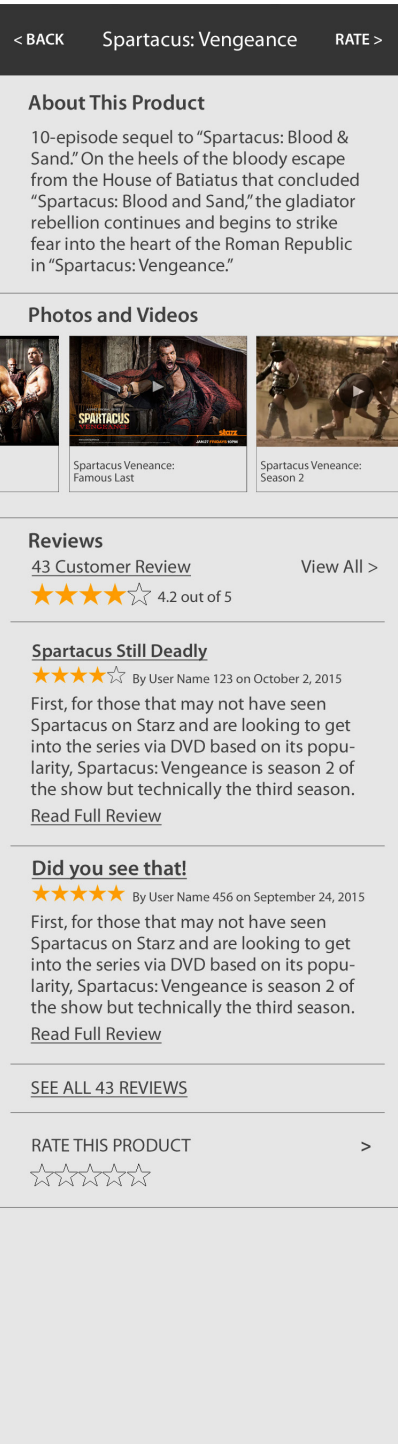 < BACK Spartacus: Vengeance RATE >
About This Product
10-episode sequel to “Spartacus: Blood &
Sand.” On the heels of the bloody escape
from the House of Batiatus that concluded
“Spartacus: Blood and Sand,” the gladiator
rebellion continues and begins to strike
fear into the heart of the Roman Republic
in “Spartacus: Vengeance.”
Photos and Videos
SPARTACUS
VENGEANCE
starz
JAN 27 FRIDAYS 10PM
Spartacus Veneance:
Famous Last
Spartacus Veneance:
Season 2
Reviews
43 Customer Review View All >
4.2 out of 5
Spartacus Still Deadly
By User Name 123 on October 2, 2015
First, for those that may not have seen
Spartacus on Starz and are looking to get
into the series via DVD based on its popu-
larity, Spartacus: Vengeance is season 2 of
the show but technically the third season.
Read Full Review
Did you see that!
By User Name 456 on September 24, 2015
First, for those that may not have seen
Spartacus on Starz and are looking to get
into the series via DVD based on its popu-
larity, Spartacus: Vengeance is season 2 of
the show but technically the third season.
Read Full Review
SEE ALL 43 REVIEWS
RATE THIS PRODUCT >